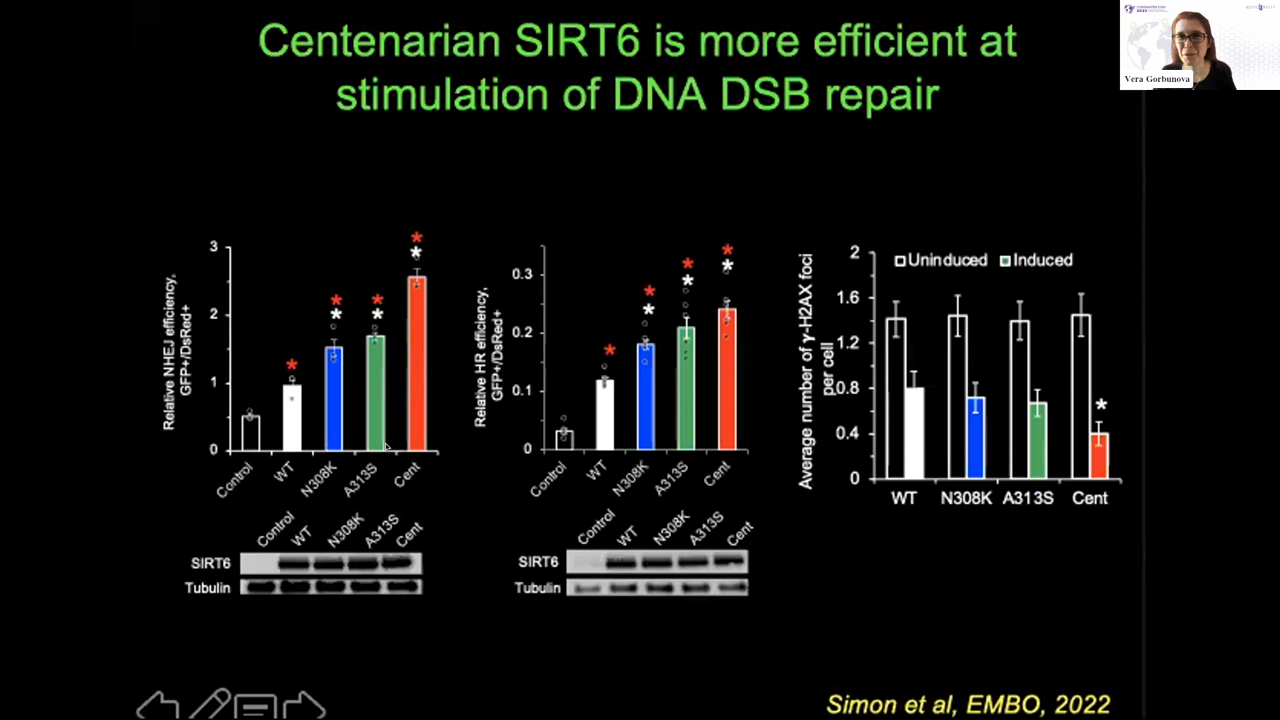 Centenarian SIRT6 is more efficient at
stimulation of DNA DSB repair
Vera Gorbunova
Relative NHEJ efficiency,
GFP+/DsRed+
3
2
1
0
*
*
*
*
*
*
*
Control
WT
N308K
A313S
Cent
Control
WT
N308K
A313S
Cent
SIRT6
Tubulin
Relative HR efficiency,
GFP+/DsRed+
0.3
0.2
0.1
0
*
*
*
*
*
*
*
Control
WT
N308K
A313S
Cent
Control
WT
N308K
A313S
Cent
SIRT6
Tubulin
Average number of γ-H2AX foci
per cell
2
1.6
1.2
0.8
0.4
0
Uninduced
Induced
*
WT
N308K
A313S
Cent
Simon et al, EMBO, 2022